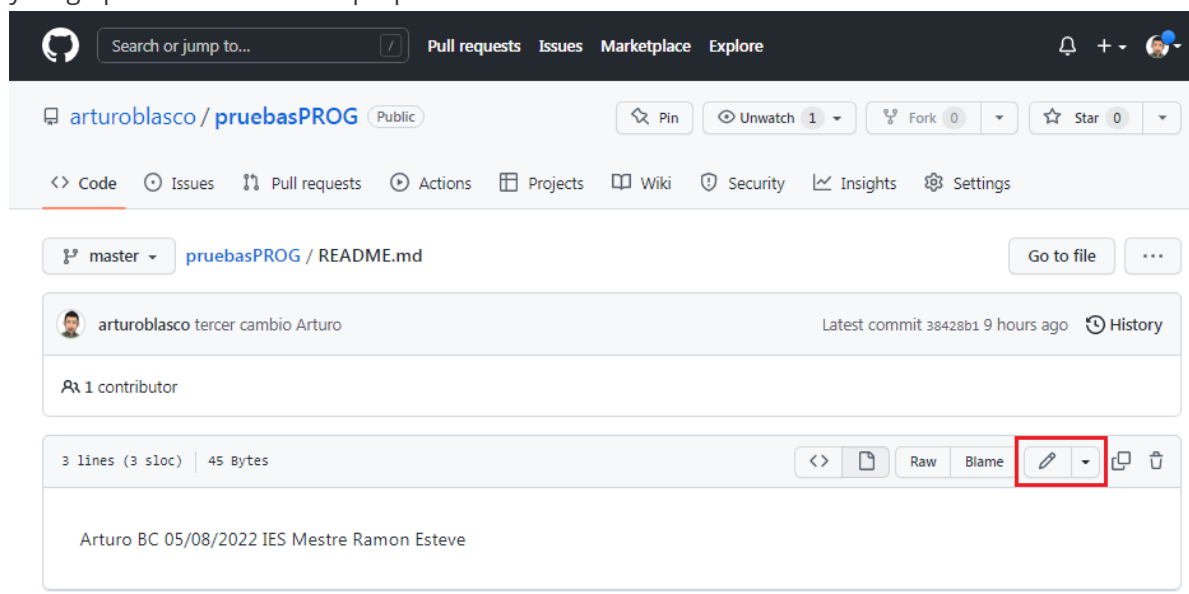 Search or jump to... / Pull requests Issues Marketplace Explore
arturoblasco / pruebasPROG Public Pin Unwatch 1 Fork 0 Star 0
Code Issues Pull requests Actions Projects Wiki Security Insights Settings
master pruebasPROG / README.md Go to file ...
arturoblasco tercer cambio Arturo Latest commit 38428b1 9 hours ago History
1 contributor
3 lines (3 sloc) 45 Bytes <> Raw Blame
Arturo BC 05/08/2022 IES Mestre Ramon Esteve